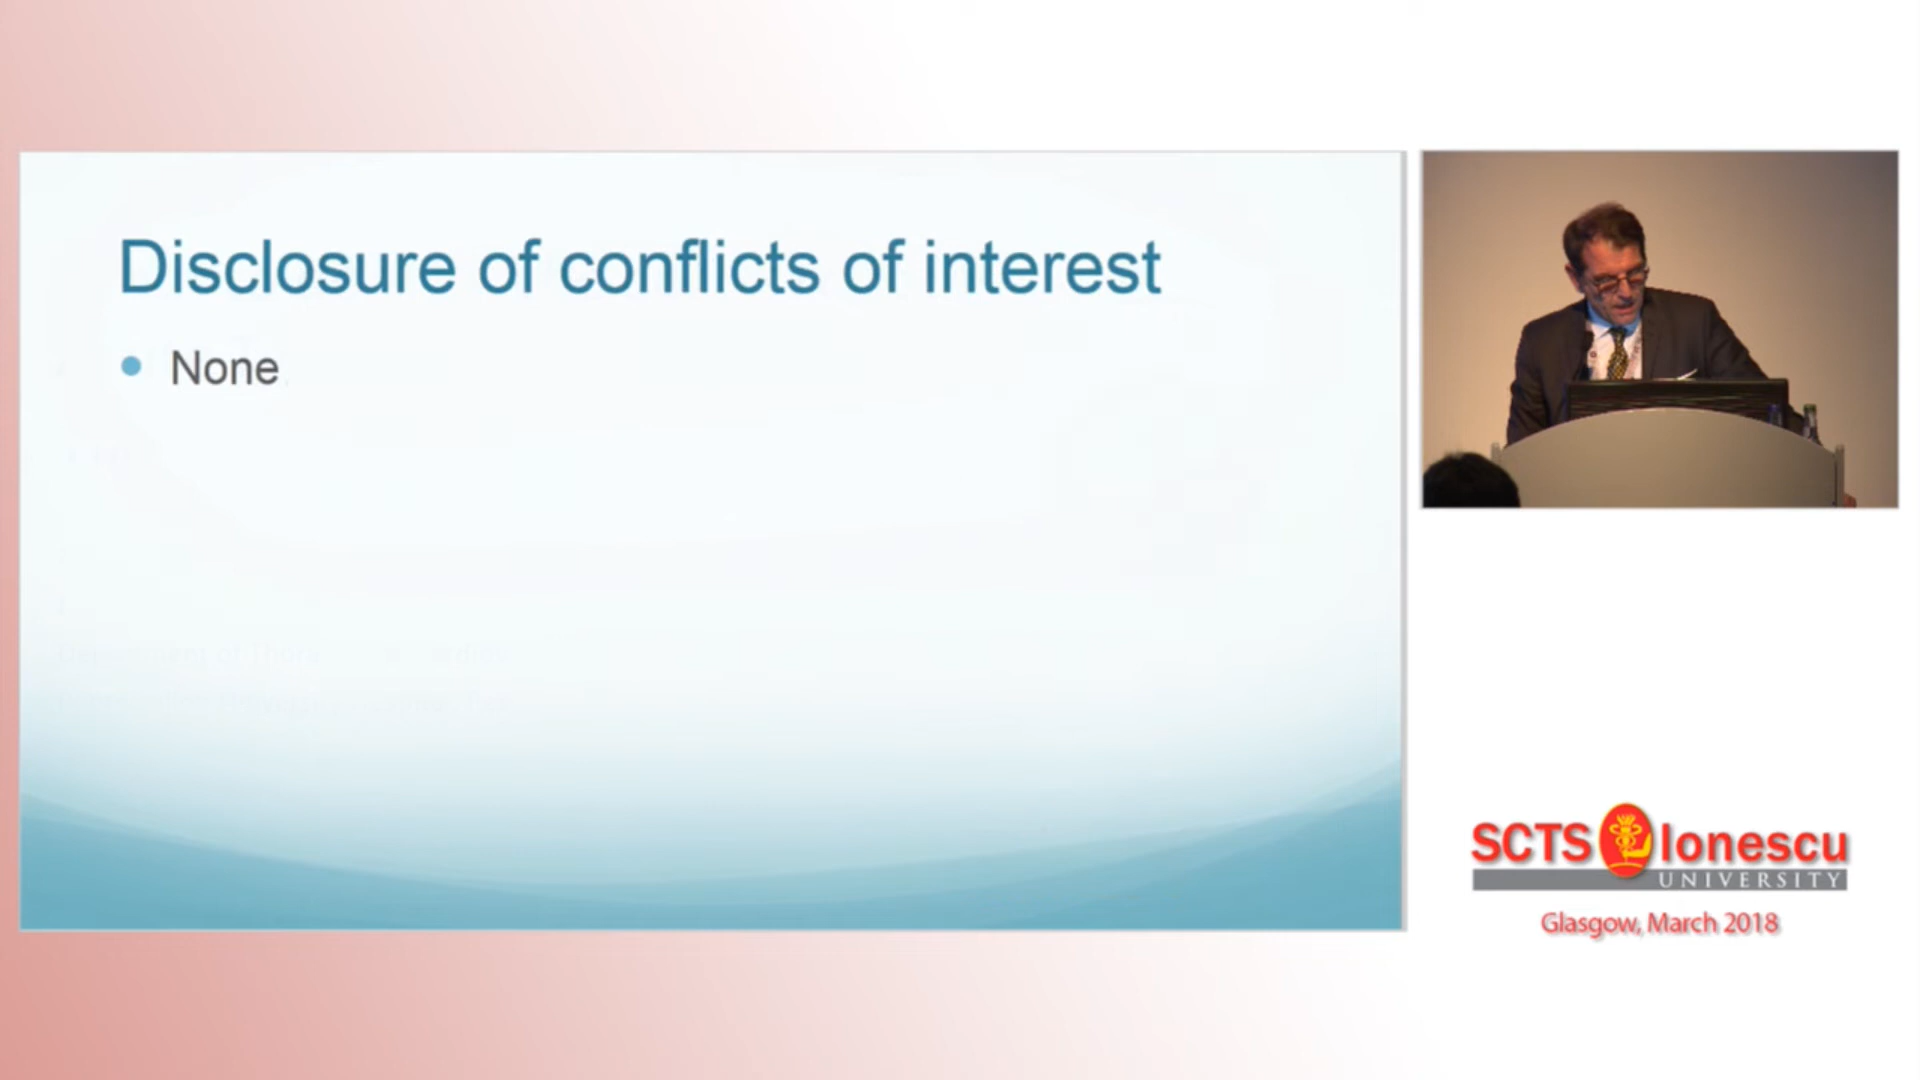 Disclosure of conflicts of interest
None
SCTS Ionescu
UNIVERSITY
Glasgow, March 2018